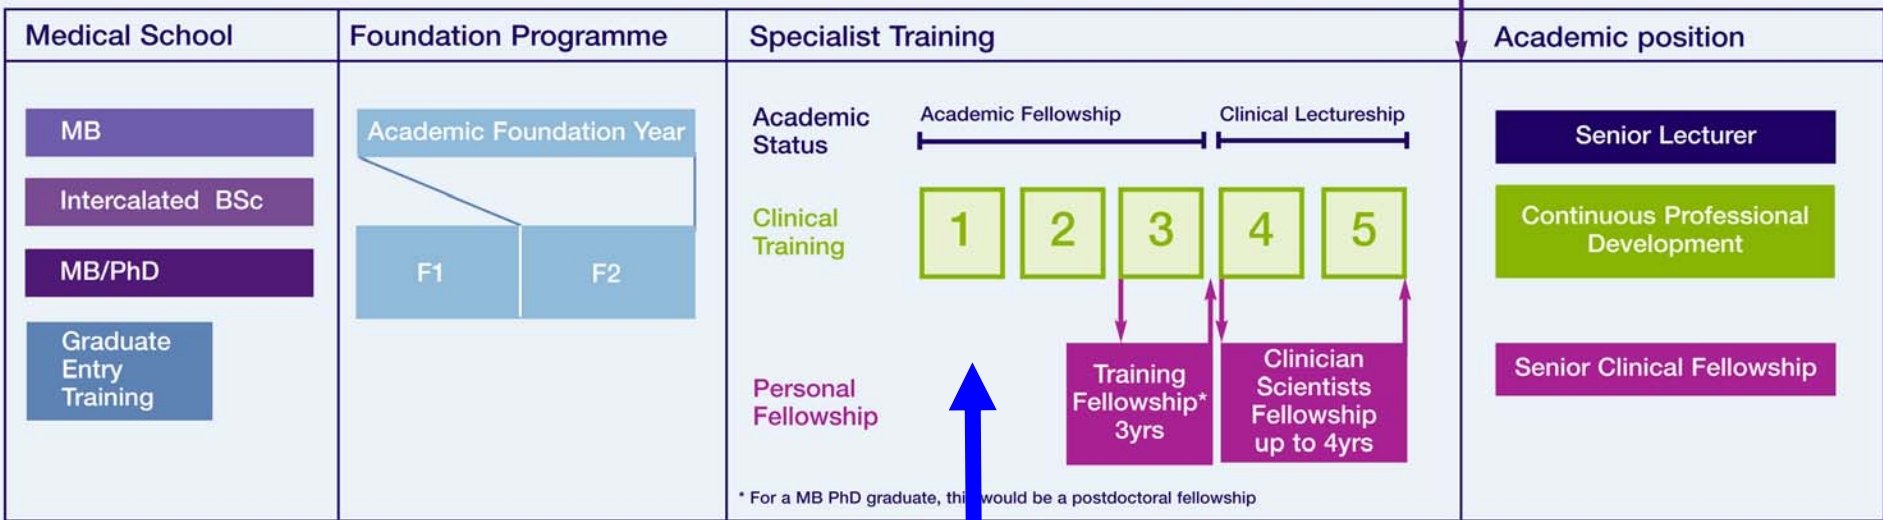 Medical School
Foundation Programme
Specialist Training
Academic position
MB
Intercalated BSc
MB/PhD
Graduate
Entry
Training
Academic Foundation Year
F1
F2
Academic
Status
Academic Fellowship
Clinical Lectureship
Clinical
Training
1
2
3
4
5
Personal
Fellowship
Training
Fellowship*
3yrs
Clinician
Scientists
Fellowship
up to 4yrs
* For a MB PhD graduate, this would be a postdoctoral fellowship
Senior Lecturer
Continuous Professional
Development
Senior Clinical Fellowship